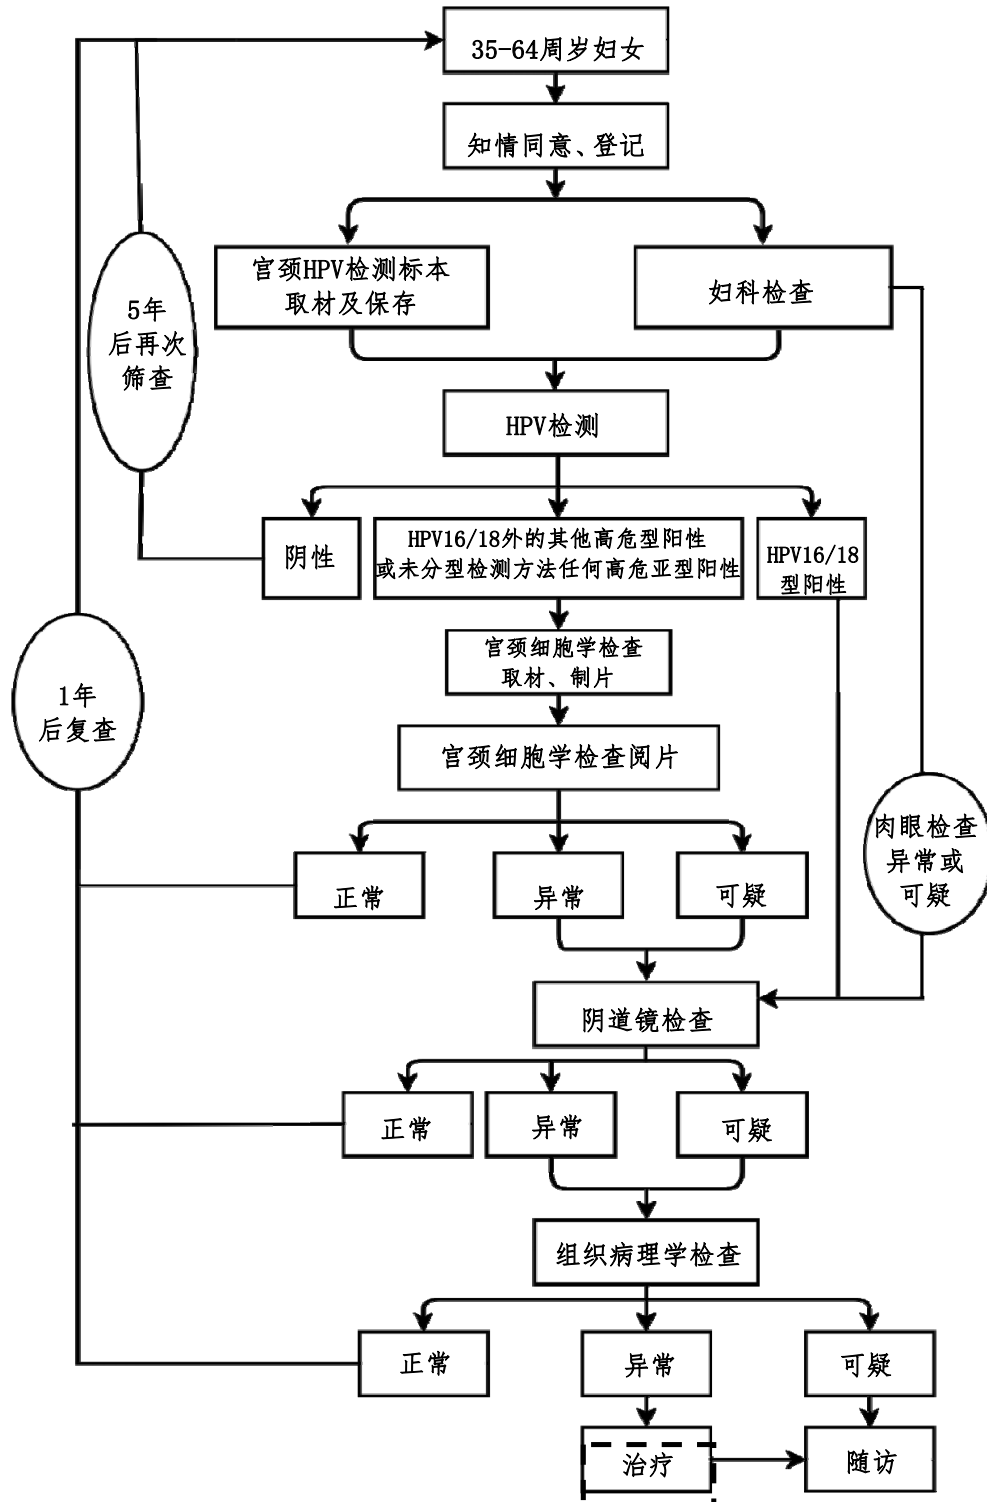 35-64周岁妇女
知情同意、登记
宫颈HPV检测标本
取材及保存
妇科检查
5年
后再次
筛查
HPV检测
阴性
HPV16/18外的其他高危型阳性
或未分型检测方法任何高危亚型阳性
HPV16/18
型阳性
宫颈细胞学检查
取材、制片
1年
后复查
宫颈细胞学检查阅片
肉眼检查
异常或
可疑
正常
异常
可疑
阴道镜检查
正常
异常
可疑
组织病理学检查
正常
异常
可疑
治疗
随访